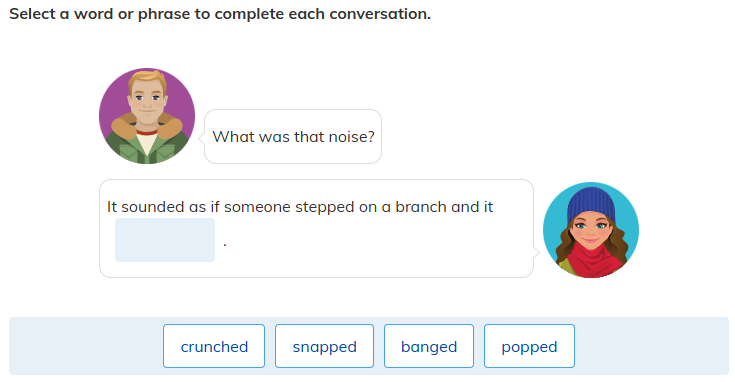 Select a word or phrase to complete each conversation.
What was that noise?
It sounded as if someone stepped on a branch and it
.
crunched snapped banged popped